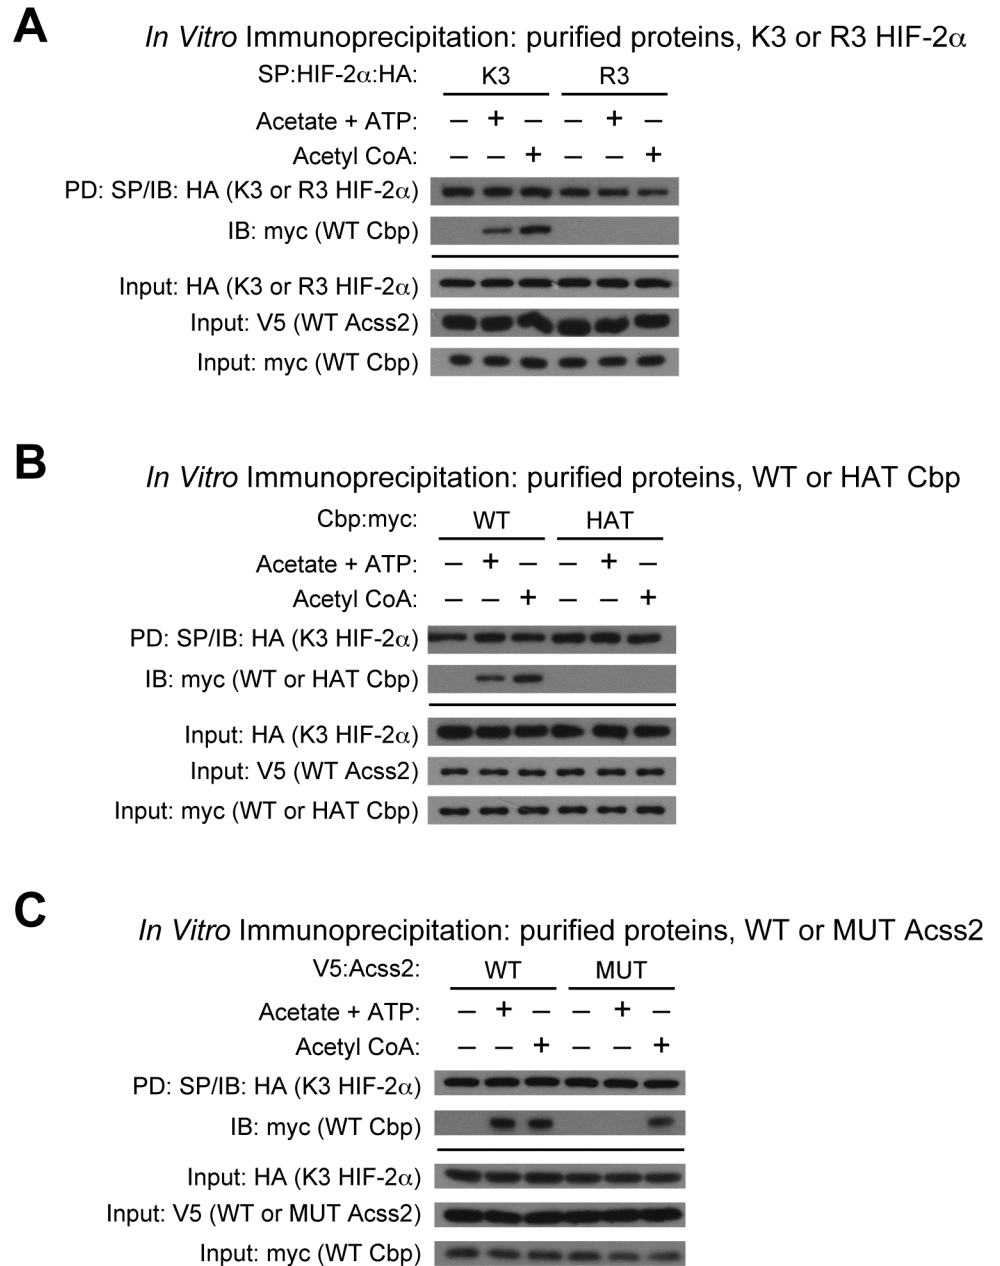 A
In Vitro Immunoprecipitation: purified proteins, K3 or R3 HIF-2α
SP:HIF-2α:HA: K3 R3
Acetate + ATP: – + – – + –
Acetyl CoA: – – + – – +
PD: SP/IB: HA (K3 or R3 HIF-2α)
IB: myc (WT Cbp)
Input: HA (K3 or R3 HIF-2α)
Input: V5 (WT Acss2)
Input: myc (WT Cbp)
B
In Vitro Immunoprecipitation: purified proteins, WT or HAT Cbp
Cbp:myc: WT HAT
Acetate + ATP: – + – – + –
Acetyl CoA: – – + – – +
PD: SP/IB: HA (K3 HIF-2α)
IB: myc (WT or HAT Cbp)
Input: HA (K3 HIF-2α)
Input: V5 (WT Acss2)
Input: myc (WT or HAT Cbp)
C
In Vitro Immunoprecipitation: purified proteins, WT or MUT Acss2
V5:Acss2: WT MUT
Acetate + ATP: – + – – + –
Acetyl CoA: – – + – – +
PD: SP/IB: HA (K3 HIF-2α)
IB: myc (WT Cbp)
Input: HA (K3 HIF-2α)
Input: V5 (WT or MUT Acss2)
Input: myc (WT Cbp)